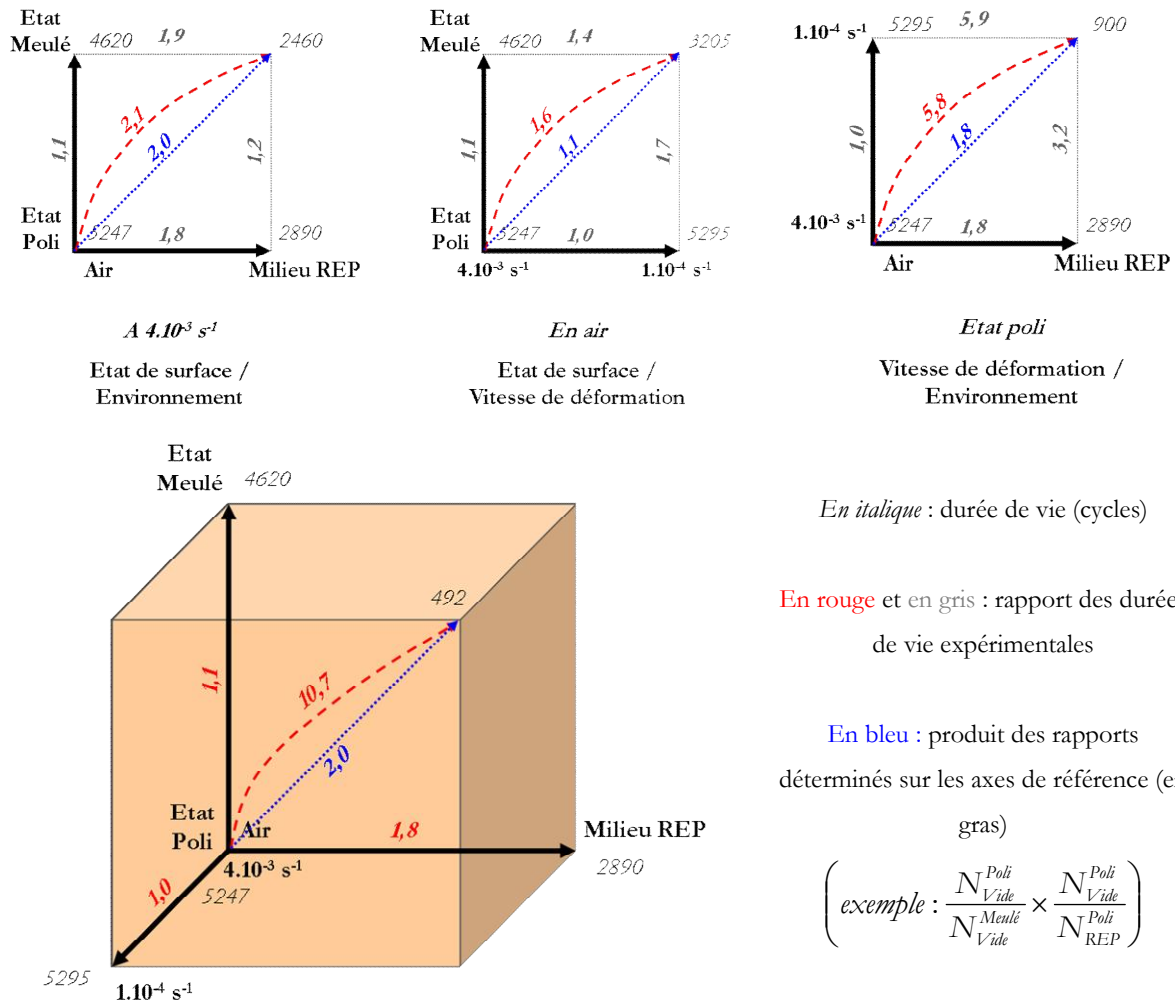 Etat
Meulé
4620
1,9
2460
2,1
2,0
1,1
1,2
Etat
Poli
5247
1,8
2890
Air
Milieu REP
A 4.10-3 s-1
Etat de surface /
Environnement
Etat
Meulé
4620
1,4
3205
1,6
1,1
1,1
1,7
Etat
Poli
5247
1,0
5295
4.10-3 s-1
1.10-4 s-1
En air
Etat de surface /
Vitesse de déformation
1.10-4 s-1
5295
5,9
900
5,8
1,8
1,0
3,2
4.10-3 s-1
5247
1,8
2890
Air
Milieu REP
Etat poli
Vitesse de déformation /
Environnement
Etat
Meulé
4620
492
1,1
10,7
2,0
Etat
Poli
Air
1,8
Milieu REP
4.10-3 s-1
2890
1,0
5247
5295
1.10-4 s-1
En italique : durée de vie (cycles)
En rouge et en gris : rapport des durée
de vie expérimentales
En bleu : produit des rapports
déterminés sur les axes de référence (e
gras)
( exemple : N_Vide^Poli / N_Vide^Meulé × N_Vide^Poli / N_REP^Poli )